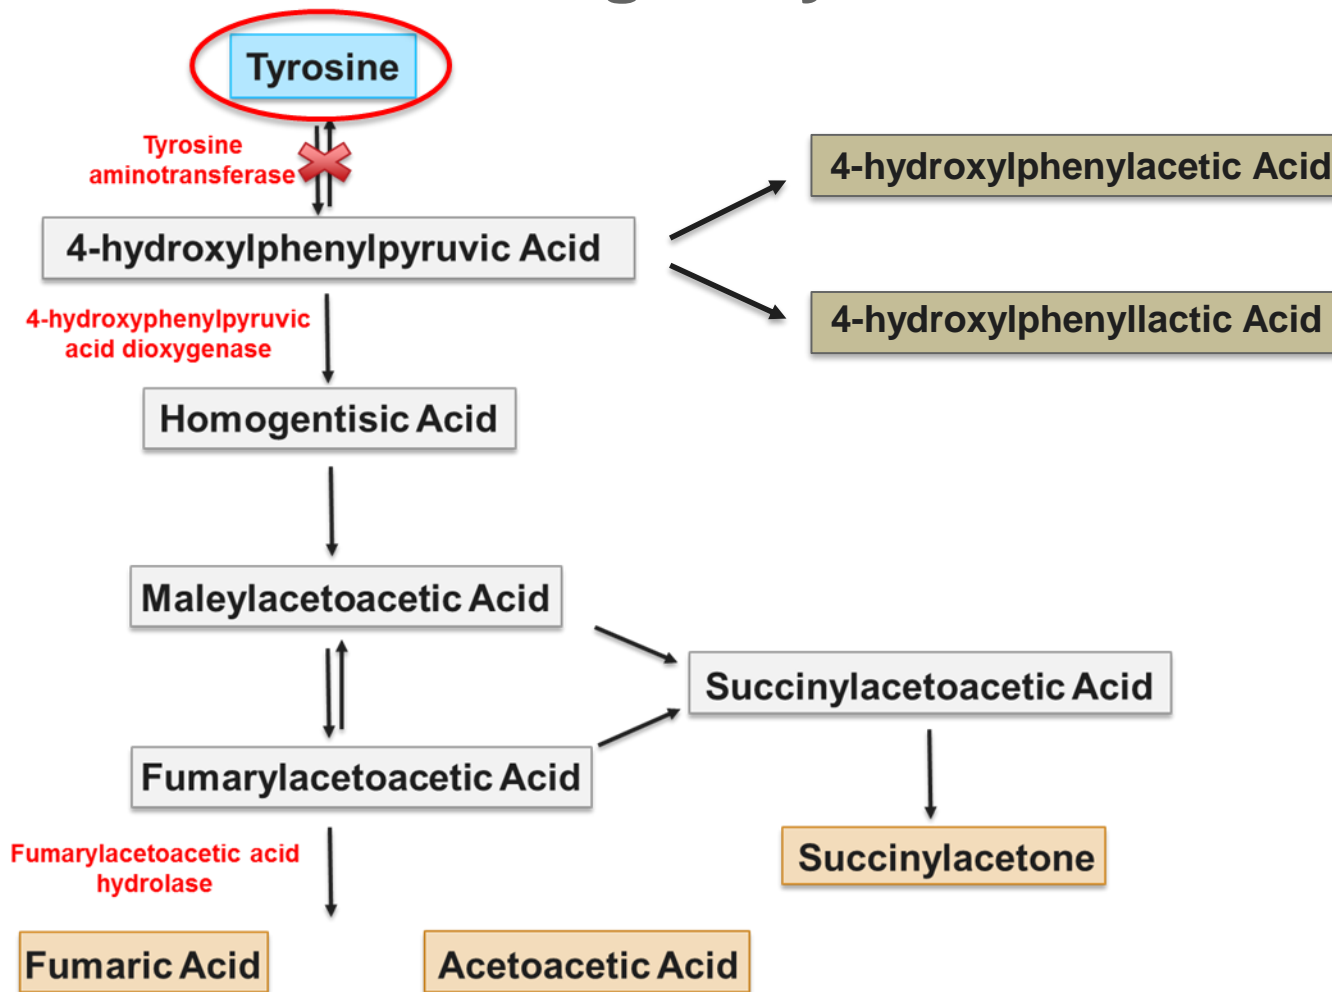 Tyrosine
Tyrosine
aminotransferase
4-hydroxylphenylacetic Acid
4-hydroxylphenylpyruvic Acid
4-hydroxylphenyllactic Acid
4-hydroxyphenylpyruvic
acid dioxygenase
Homogentisic Acid
Maleylacetoacetic Acid
Succinylacetoacetic Acid
Fumarylacetoacetic Acid
Fumarylacetoacetic acid
hydrolase
Succinylacetone
Fumaric Acid
Acetoacetic Acid